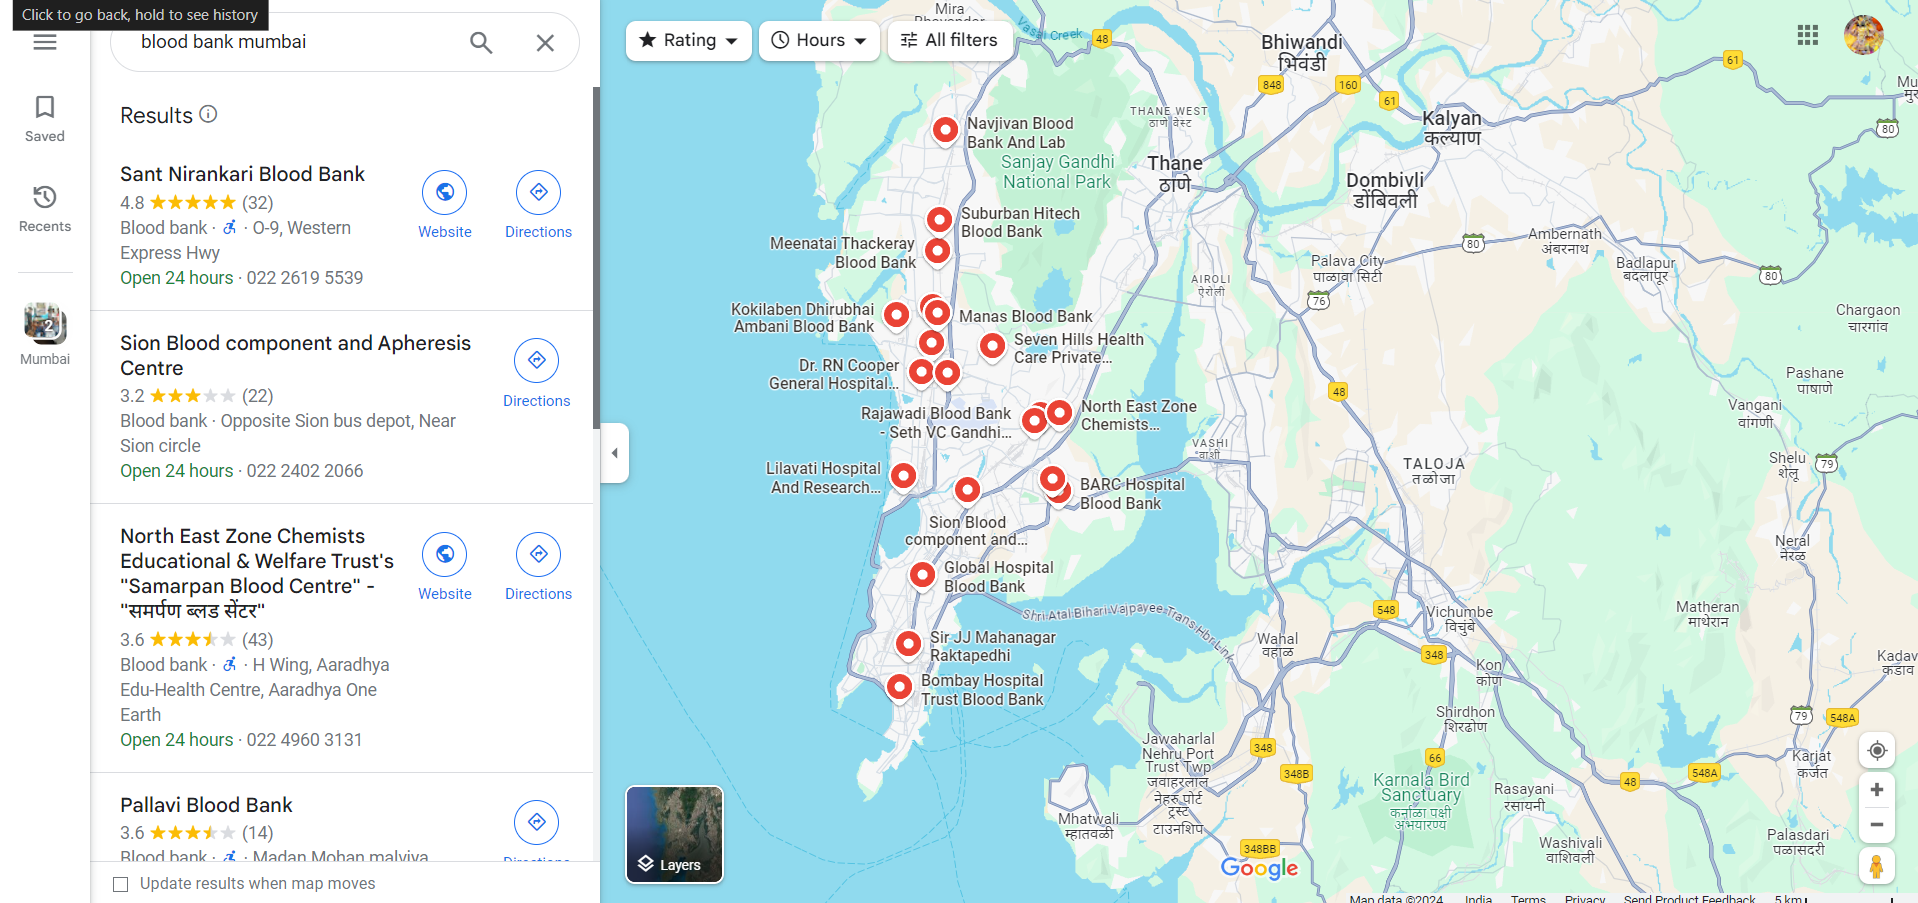 Click to go back, hold to see history
blood bank mumbai
Saved
Recents
2
Mumbai
Results
Sant Nirankari Blood Bank
4.8 (32)
Blood bank · · O-9, Western
Express Hwy
Open 24 hours · 022 2619 5539
Website
Directions
Sion Blood component and Apheresis
Centre
3.2 (22)
Blood bank · Opposite Sion bus depot, Near
Sion circle
Open 24 hours · 022 2402 2066
Directions
North East Zone Chemists
Educational & Welfare Trust's
"Samarpan Blood Centre" -
"समर्पण ब्लड सेंटर"
3.6 (43)
Blood bank · · H Wing, Aaradhya
Edu-Health Centre, Aaradhya One
Earth
Open 24 hours · 022 4960 3131
Website
Directions
Pallavi Blood Bank
3.6 (14)
Blood bank · · Madan Mohan malviya
Directions
Update results when map moves
Rating
Hours
All filters
Layers
Mira
Bhayandar
Vasai Creek
48
Bhiwandi
भिवंडी
848
160
61
61
80
Kalyan
कल्याण
THANE WEST
ठाणे वेस्ट
Navjivan Blood
Bank And Lab
Sanjay Gandhi
National Park
Thane
ठाणे
Dombivli
डोंबिवली
Suburban Hitech
Blood Bank
Meenatai Thackeray
Blood Bank
80
Ambernath
अंबरनाथ
Palava City
पाळावा सिटी
Badlapur
बदलापूर
80
AIROLI
ऐरोली
76
Kokilaben Dhirubhai
Ambani Blood Bank
Manas Blood Bank
Chargaon
चारगांव
Seven Hills Health
Care Private...
Dr. RN Cooper
General Hospital...
Pashane
पाषाणे
48
Vangani
वांगणी
Rajawadi Blood Bank
- Seth VC Gandhi...
North East Zone
Chemists...
VASHI
वाशी
Lilavati Hospital
And Research...
TALOJA
तळोजा
Shelu
शेलू
79
BARC Hospital
Blood Bank
Sion Blood
component and...
Neral
नेरळ
Global Hospital
Blood Bank
Shri Atal Bihari Vajpayee Trans Hbr Link
548
Vichumbe
विचुंबे
Matheran
माथेरान
Sir JJ Mahanagar
Raktapedhi
Wahal
वहाळ
348
Kon
कोण
Kadav
कडाव
Bombay Hospital
Trust Blood Bank
Shirdhon
शिरढोण
79
548A
Jawaharlal
Nehru Port
Trust Twp
जवाहरलाल
नेहरु पोर्ट
ट्रस्ट
टाउनशिप
348
348B
66
Karjat
कर्जत
548A
48
Karnala Bird
Sanctuary
कर्नाळा पक्षी
अभयारण्य
Rasayani
रसायनी
Mhatwali
म्हातवळी
Washivali
वाशिवली
Palasdari
पळासदरी
348BB
Google
Map data ©2024
India
Terms
Privacy
Send Product Feedback
5 km